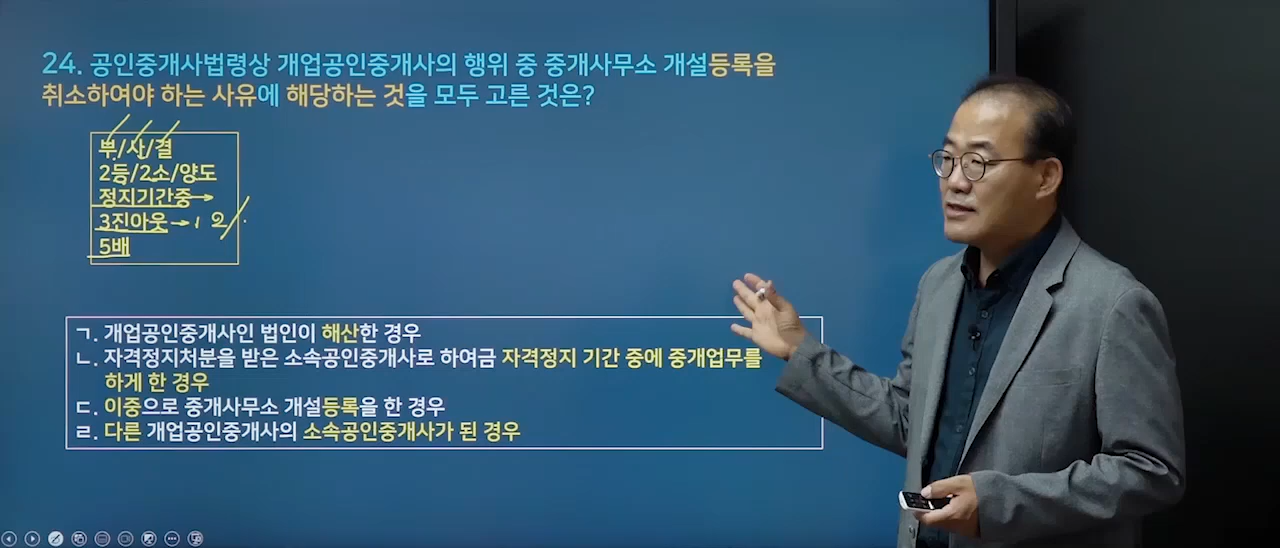 24. 공인중개사법령상 개업공인중개사의 행위 중 중개사무소 개설등록을
취소하여야 하는 사유에 해당하는 것을 모두 고른 것은?
부/사/결
2등/2소/양도
정지기간중→
3진아웃→1 2/
5배
ㄱ. 개업공인중개사인 법인이 해산한 경우
ㄴ. 자격정지처분을 받은 소속공인중개사로 하여금 자격정지 기간 중에 중개업무를
하게 한 경우
ㄷ. 이중으로 중개사무소 개설등록을 한 경우
ㄹ. 다른 개업공인중개사의 소속공인중개사가 된 경우